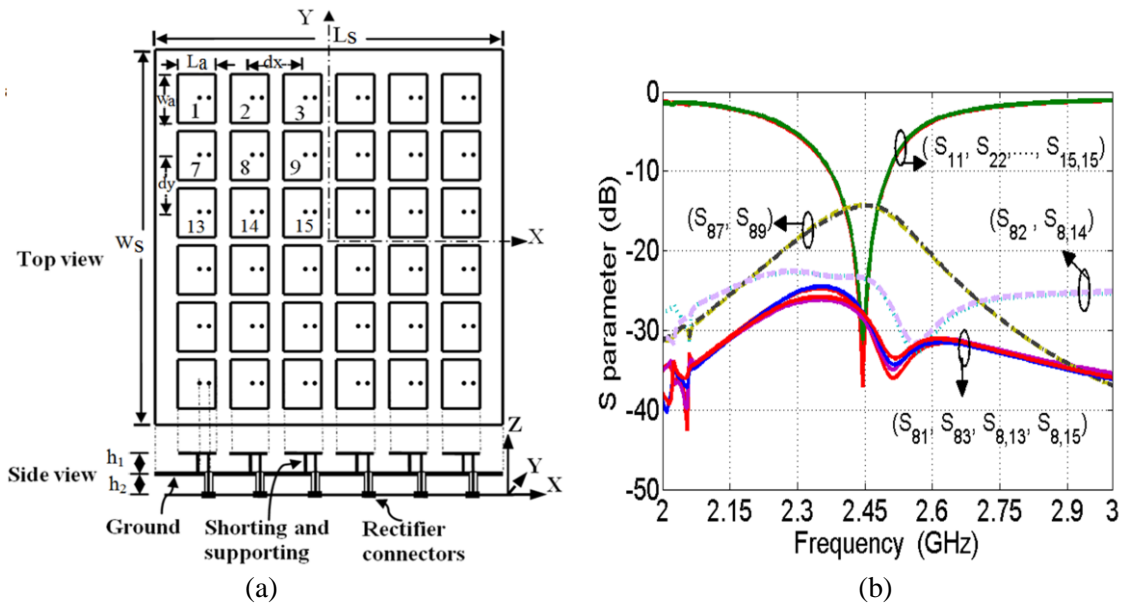 Y
Ls
La
dx
wa
1
2
3
7
8
9
dy
13
14
15
Ws
X
Top view
Z
h1
Side view
h2
Y
X
Ground
Shorting and
supporting
Rectifier
connectors
(a)
0
-10
-20
-30
-40
-50
S parameter (dB)
(S11, S22,...., S15,15)
(S87, S89)
(S82 , S8,14)
(S81, S83, S8,13, S8,15)
2
2.15
2.3
2.45
2.6
2.75
3
Frequency (GHz)
(b)